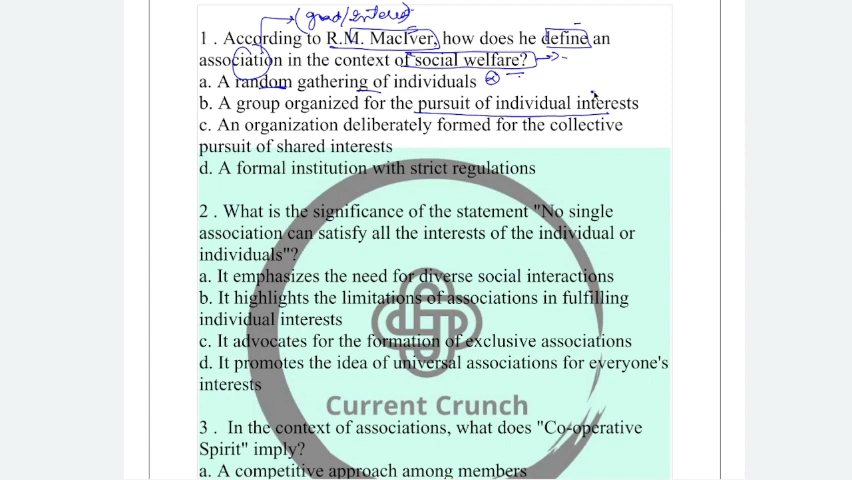 (goal/interest
1 . According to R.M. MacIver, how does he define an
association in the context of social welfare?
a. A random gathering of individuals
b. A group organized for the pursuit of individual interests
c. An organization deliberately formed for the collective
pursuit of shared interests
d. A formal institution with strict regulations
2 . What is the significance of the statement "No single
association can satisfy all the interests of the individual or
individuals"?
a. It emphasizes the need for diverse social interactions
b. It highlights the limitations of associations in fulfilling
individual interests
c. It advocates for the formation of exclusive associations
d. It promotes the idea of universal associations for everyone's
interests
Current Crunch
3 . In the context of associations, what does "Co-operative
Spirit" imply?
a. A competitive approach among members